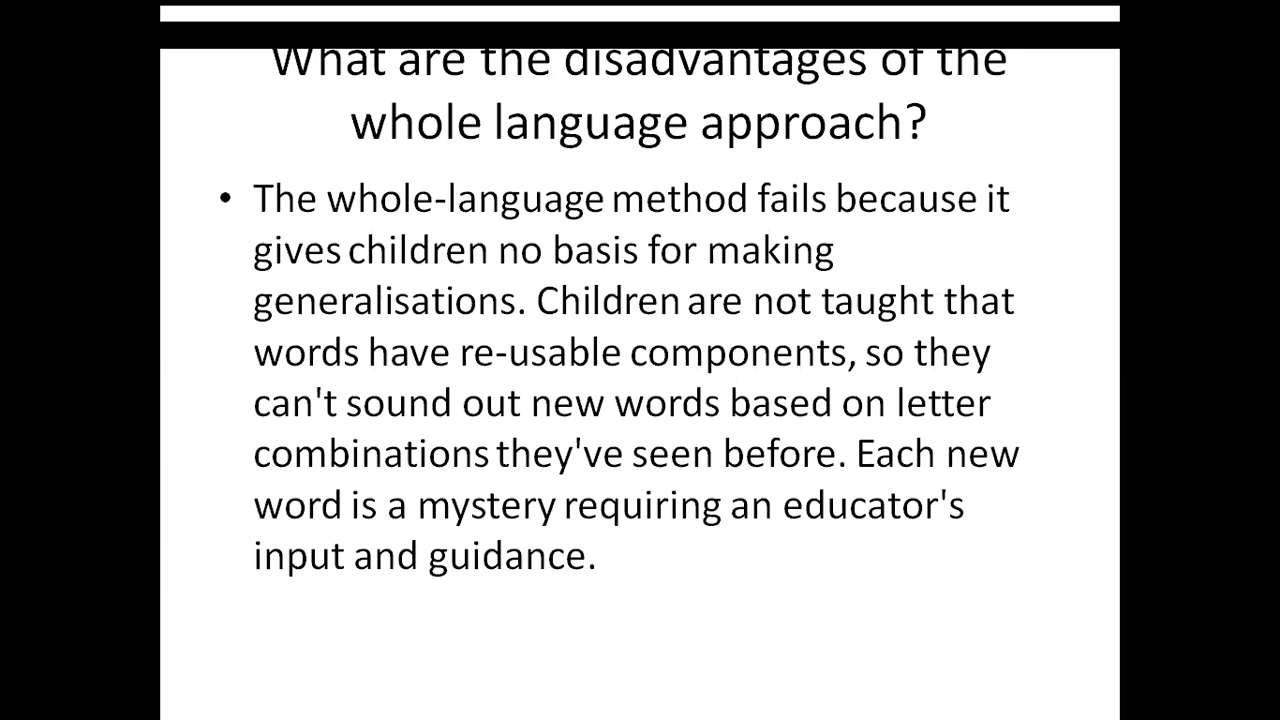 What are the disadvantages of the
whole language approach?
• The whole-language method fails because it
gives children no basis for making
generalisations. Children are not taught that
words have re-usable components, so they
can't sound out new words based on letter
combinations they've seen before. Each new
word is a mystery requiring an educator's
input and guidance.